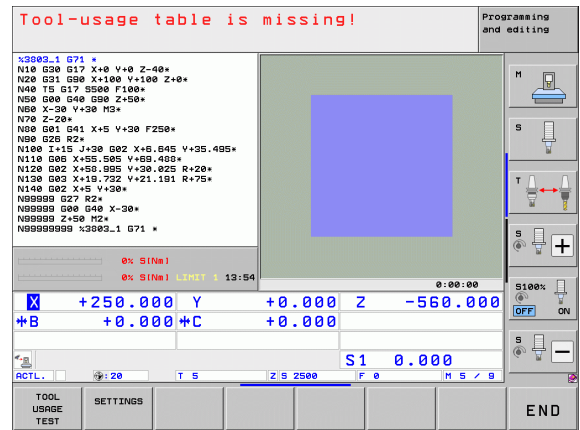 Tool-usage table is missing!
Programming
and editing
%3803_1 G71 *
N10 G30 G17 X+0 Y+0 Z-40*
N20 G31 G90 X+100 Y+100 Z+0*
N40 T5 G17 S500 F100*
N50 G00 G40 G90 Z+50*
N60 X-30 Y+30 M3*
N70 Z-20*
N80 G01 G41 X+5 Y+30 F250*
N90 G26 R2*
N100 I+15 J+30 G02 X+6.645 Y+35.495*
N110 G06 X+55.505 Y+69.488*
N120 G02 X+58.995 Y+30.025 R+20*
N130 G03 X+19.732 Y+21.191 R+75*
N140 G02 X+5 Y+30*
N99999 G27 R2*
N99999 G00 G40 X-30*
N99999 Z+50 M2*
N99999999 %3803_1 G71 *
0% S[Nm]
0% S[Nm] LIMIT 1 13:54
0:00:00
X +250.000 Y +0.000 Z -560.000
B +0.000 C +0.000
S1 0.000
ACTL. : 20 T 5 Z S 2500 F 0 M 5 / 9
M
S
T
S
S100%
OFF ON
S
TOOL
USAGE
TEST
SETTINGS
END